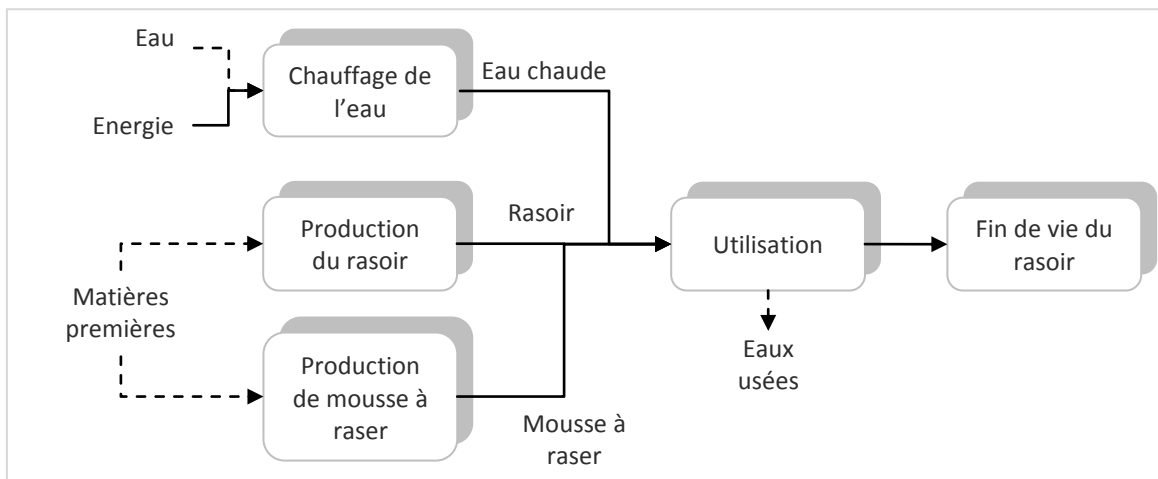 Eau
Energie
Chauffage de
l’eau
Eau chaude
Matières
premières
Production
du rasoir
Rasoir
Production
de mousse à
raser
Mousse à
raser
Utilisation
Eaux
usées
Fin de vie du
rasoir